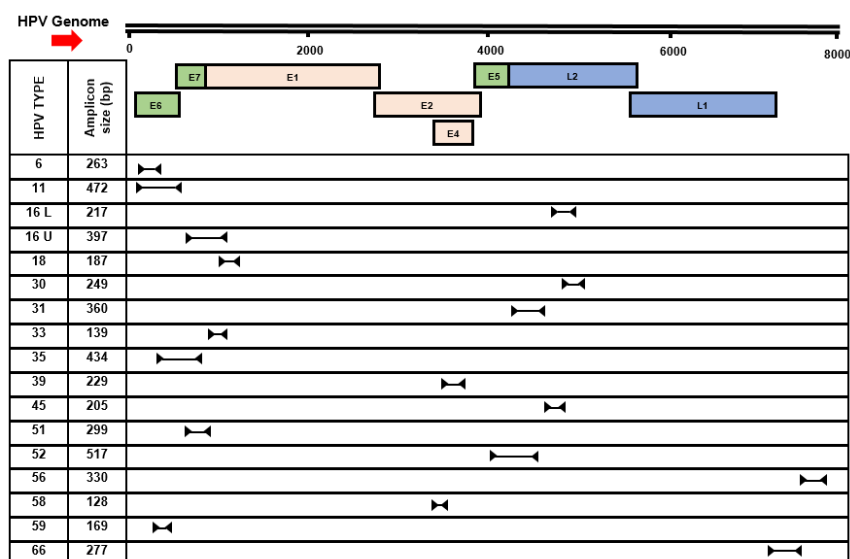 HPV Genome
0 2000 4000 6000 8000
HPV TYPE
Amplicon
size (bp)
E7 E1 E5 L2
E6 E2 L1
E4
6 263
11 472
16 L 217
16 U 397
18 187
30 249
31 360
33 139
35 434
39 229
45 205
51 299
52 517
56 330
58 128
59 169
66 277